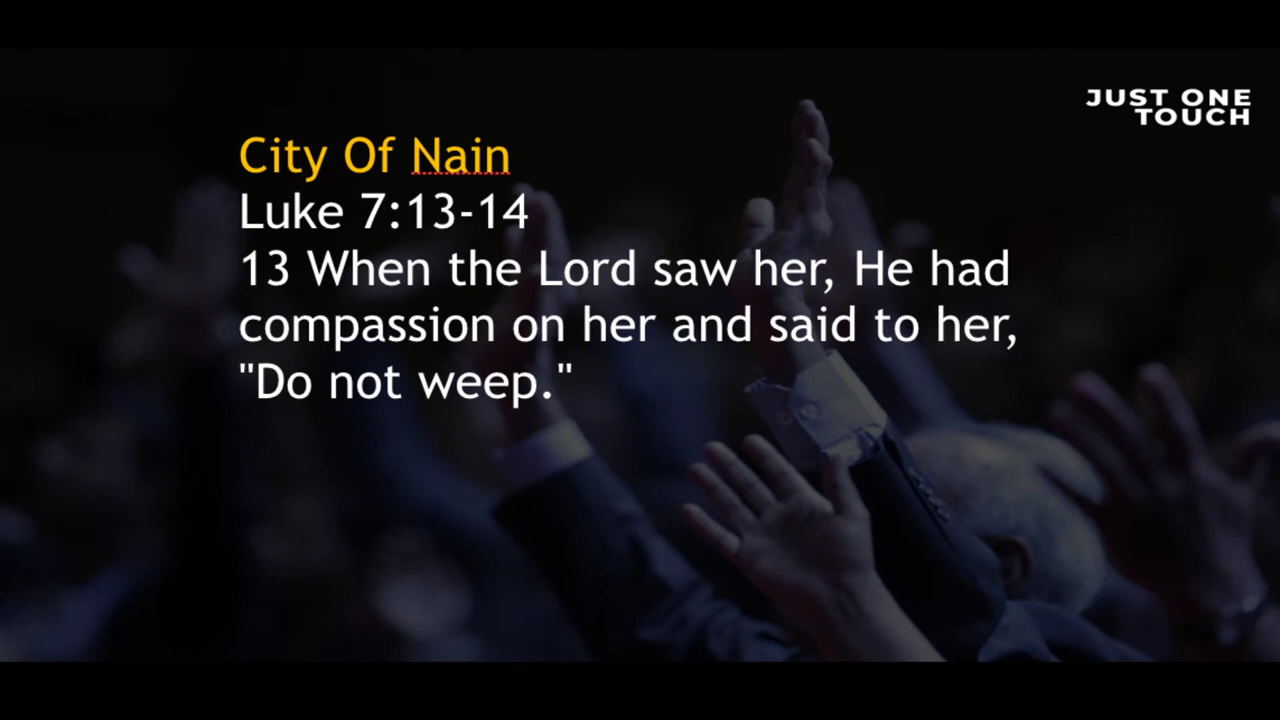 JUST ONE
TOUCH
City Of Nain
Luke 7:13-14
13 When the Lord saw her, He had
compassion on her and said to her,
"Do not weep."